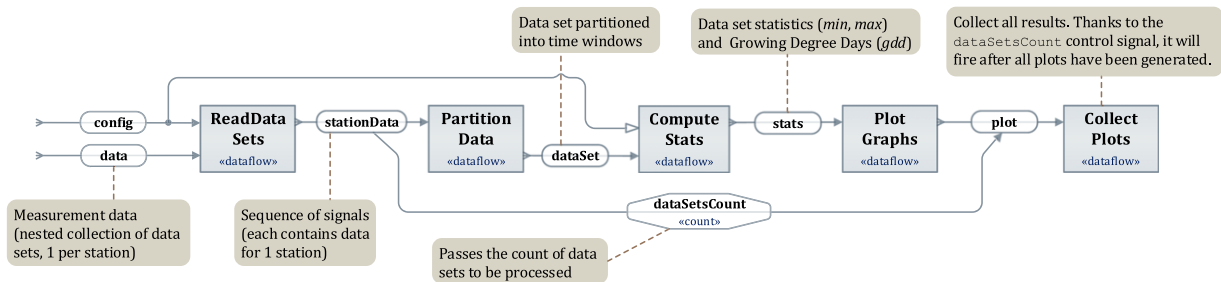 Data set partitioned
into time windows
Data set statistics (min, max)
and Growing Degree Days (gdd)
Collect all results. Thanks to the
dataSetsCount control signal, it will
fire after all plots have been generated.
config
data
ReadData
Sets
«dataflow»
stationData
Partition
Data
«dataflow»
dataSet
Compute
Stats
«dataflow»
stats
Plot
Graphs
«dataflow»
plot
Collect
Plots
«dataflow»
dataSetsCount
«count»
Measurement data
(nested collection of data
sets, 1 per station)
Sequence of signals
(each contains data
for 1 station)
Passes the count of data
sets to be processed